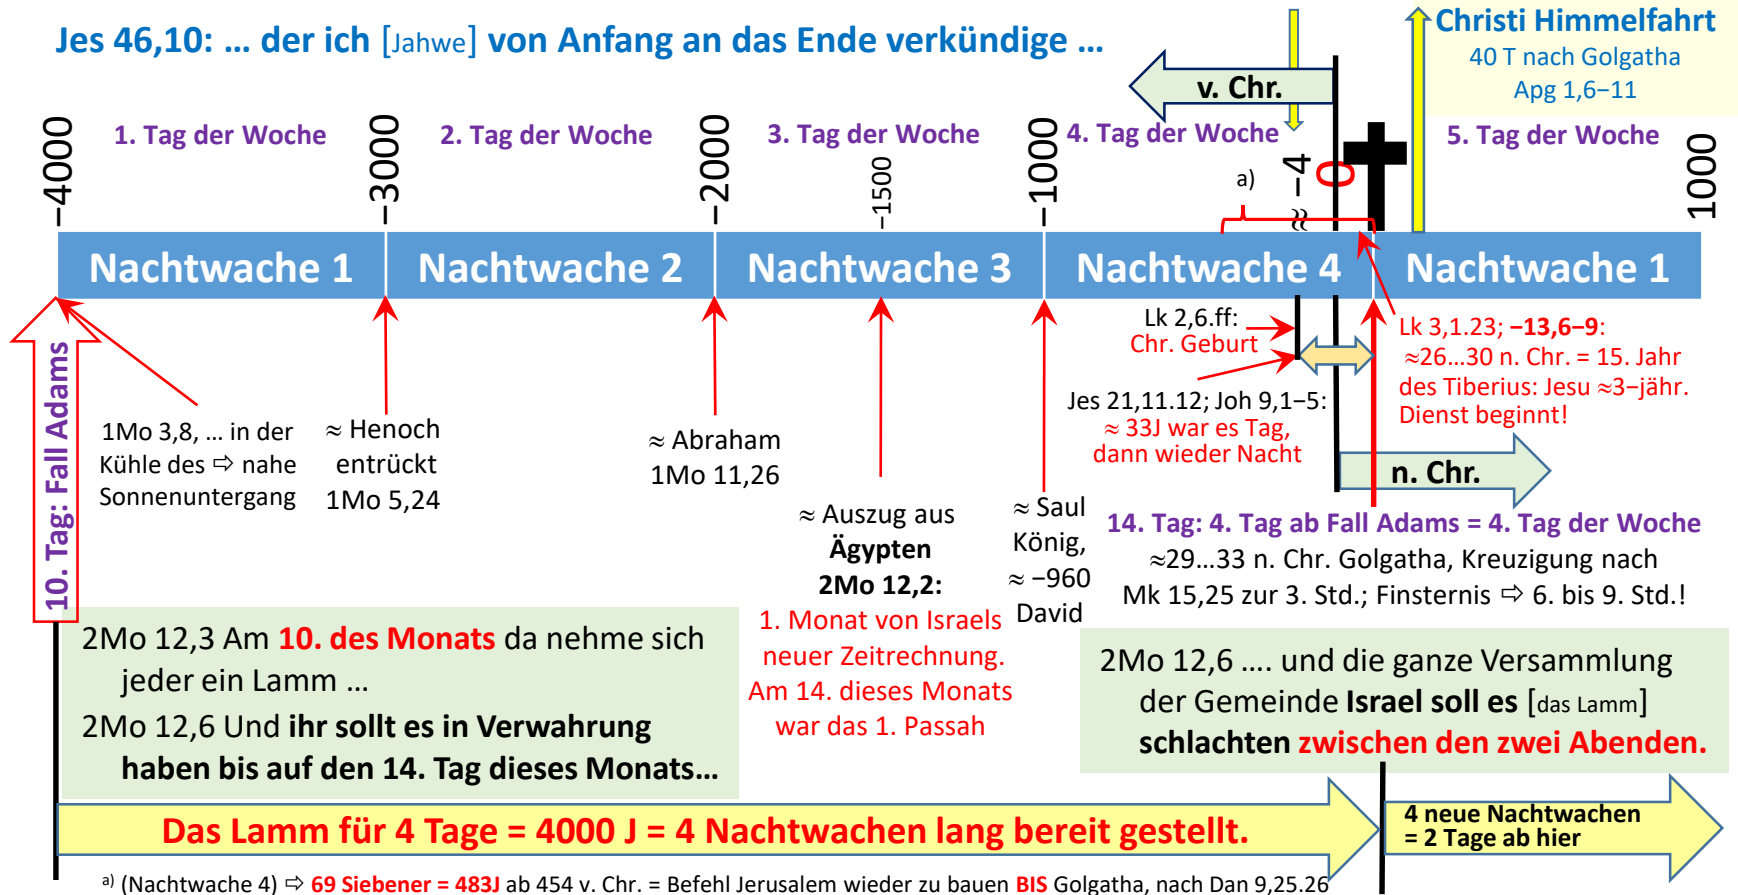 Jes 46,10: … der ich [Jahwe] von Anfang an das Ende verkündige …
Christi Himmelfahrt
40 T nach Golgatha
Apg 1,6−11
v. Chr.
1. Tag der Woche
2. Tag der Woche
3. Tag der Woche
4. Tag der Woche
5. Tag der Woche
−4000
−3000
−2000
−1500
−1000
≈ −4
0
1000
a)
Nachtwache 1
Nachtwache 2
Nachtwache 3
Nachtwache 4
Nachtwache 1
10. Tag: Fall Adams
1Mo 3,8, … in der
Kühle des ⇨ nahe
Sonnenuntergang
≈ Henoch
entrückt
1Mo 5,24
≈ Abraham
1Mo 11,26
≈ Auszug aus
Ägypten
2Mo 12,2:
1. Monat von Israels
neuer Zeitrechnung.
Am 14. dieses Monats
war das 1. Passah
≈ Saul
König,
≈ −960
David
Lk 2,6.ff:
Chr. Geburt
Jes 21,11.12; Joh 9,1−5:
≈ 33J war es Tag,
dann wieder Nacht
Lk 3,1.23; −13,6−9:
≈26…30 n. Chr. = 15. Jahr
des Tiberius: Jesu ≈3−jähr.
Dienst beginnt!
n. Chr.
14. Tag: 4. Tag ab Fall Adams = 4. Tag der Woche
≈29…33 n. Chr. Golgatha, Kreuzigung nach
Mk 15,25 zur 3. Std.; Finsternis ⇨ 6. bis 9. Std.!
2Mo 12,3 Am 10. des Monats da nehme sich
jeder ein Lamm …
2Mo 12,6 Und ihr sollt es in Verwahrung
haben bis auf den 14. Tag dieses Monats…
2Mo 12,6 …. und die ganze Versammlung
der Gemeinde Israel soll es [das Lamm]
schlachten zwischen den zwei Abenden.
Das Lamm für 4 Tage = 4000 J = 4 Nachtwachen lang bereit gestellt.
4 neue Nachtwachen
= 2 Tage ab hier
a) (Nachtwache 4) ⇨ 69 Siebener = 483J ab 454 v. Chr. = Befehl Jerusalem wieder zu bauen BIS Golgatha, nach Dan 9,25.26